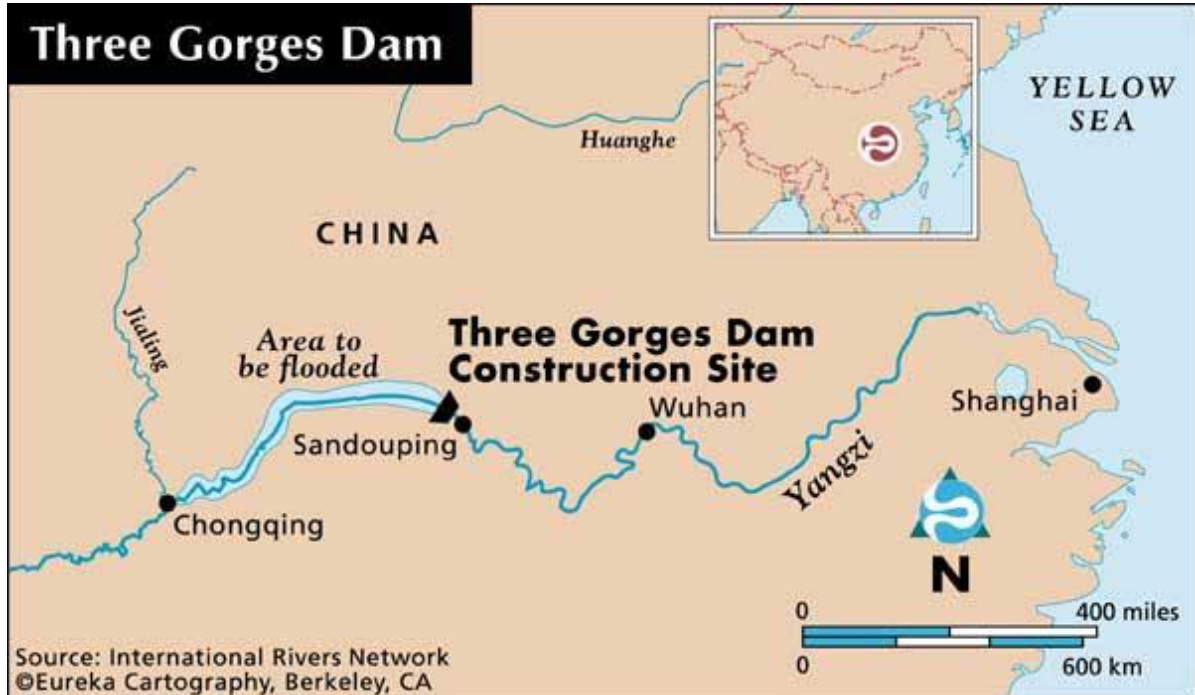 Three Gorges Dam
YELLOW
SEA
Huanghe
CHINA
Jialing
Area to
be flooded
Three Gorges Dam
Construction Site
Sandouping
Wuhan
Shanghai
Yangzi
Chongqing
N
0 400 miles
0 600 km
Source: International Rivers Network
©Eureka Cartography, Berkeley, CA